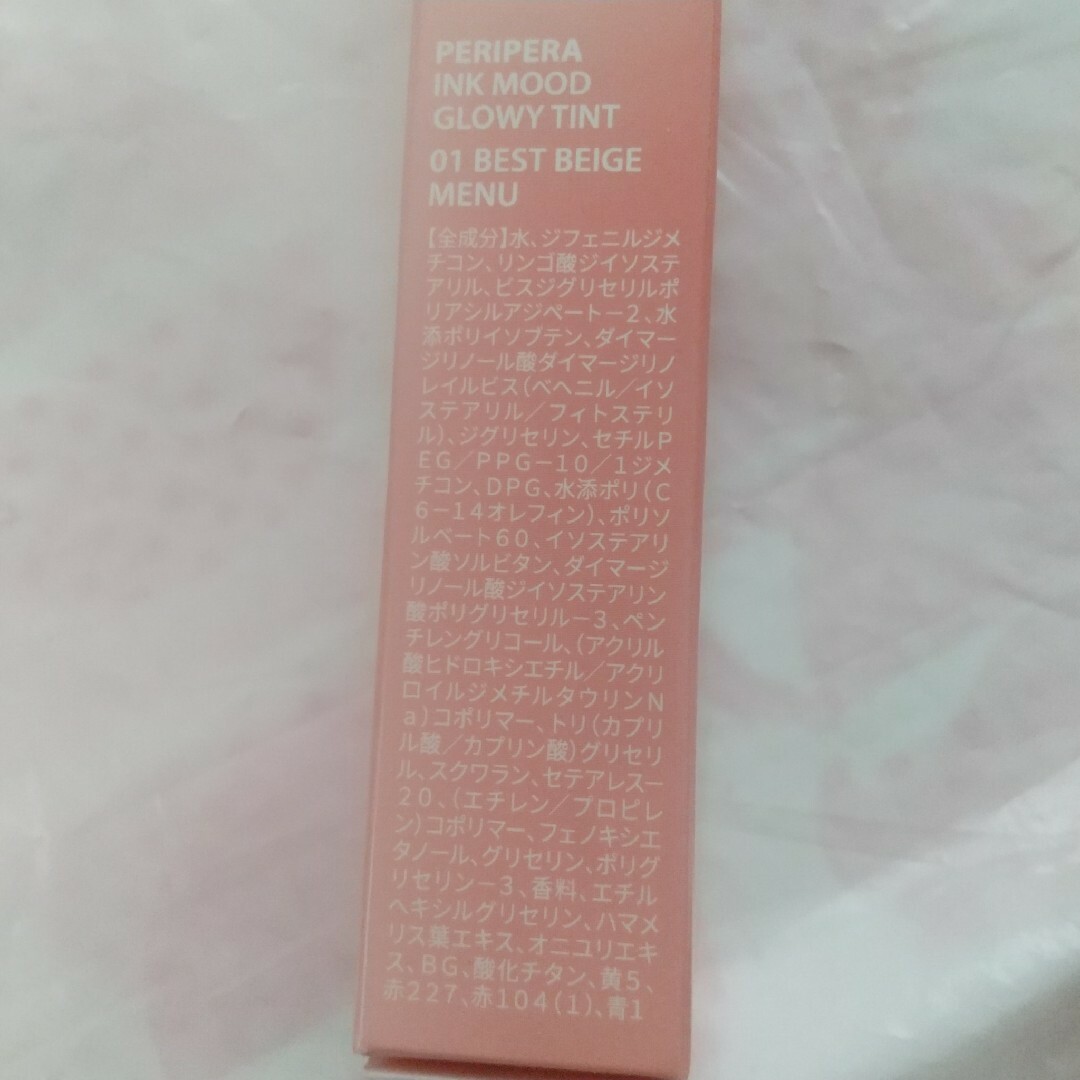 PERIPERA
INK MOOD
GLOWY TINT
01 BEST BEIGE
MENU
【全成分】水、ジフェニルジメ
チコン、リンゴ酸ジイソステ
アリル、ビスジグリセリルポ
リアシルアジペート－２、水
添ポリイソブテン、ダイマー
ジリノール酸ダイマージリノ
レイルビス（ベヘニル／イソ
ステアリル／フィトステリ
ル）、ジグリセリン、セチルＰ
ＥＧ／ＰＰＧ－１０／１ジメ
チコン、ＤＰＧ、水添ポリ（Ｃ
６－１４オレフィン）、ポリソ
ルベート６０、イソステアリ
ン酸ソルビタン、ダイマージ
リノール酸ジイソステアリン
酸ポリグリセリル－３、ペン
チレングリコール、（アクリル
酸ヒドロキシエチル／アクリ
ロイルジメチルタウリンＮ
ａ）コポリマー、トリ（カプリ
ル酸／カプリン酸）グリセリ
ル、スクワラン、セテアレス－
２０、（エチレン／プロピレ
ン）コポリマー、フェノキシエ
タノール、グリセリン、ポリグ
リセリン－３、香料、エチル
ヘキシルグリセリン、ハマメ
リス葉エキス、オニユリエキ
ス、ＢＧ、酸化チタン、黄５、
赤２２７、赤１０４（１）、青１